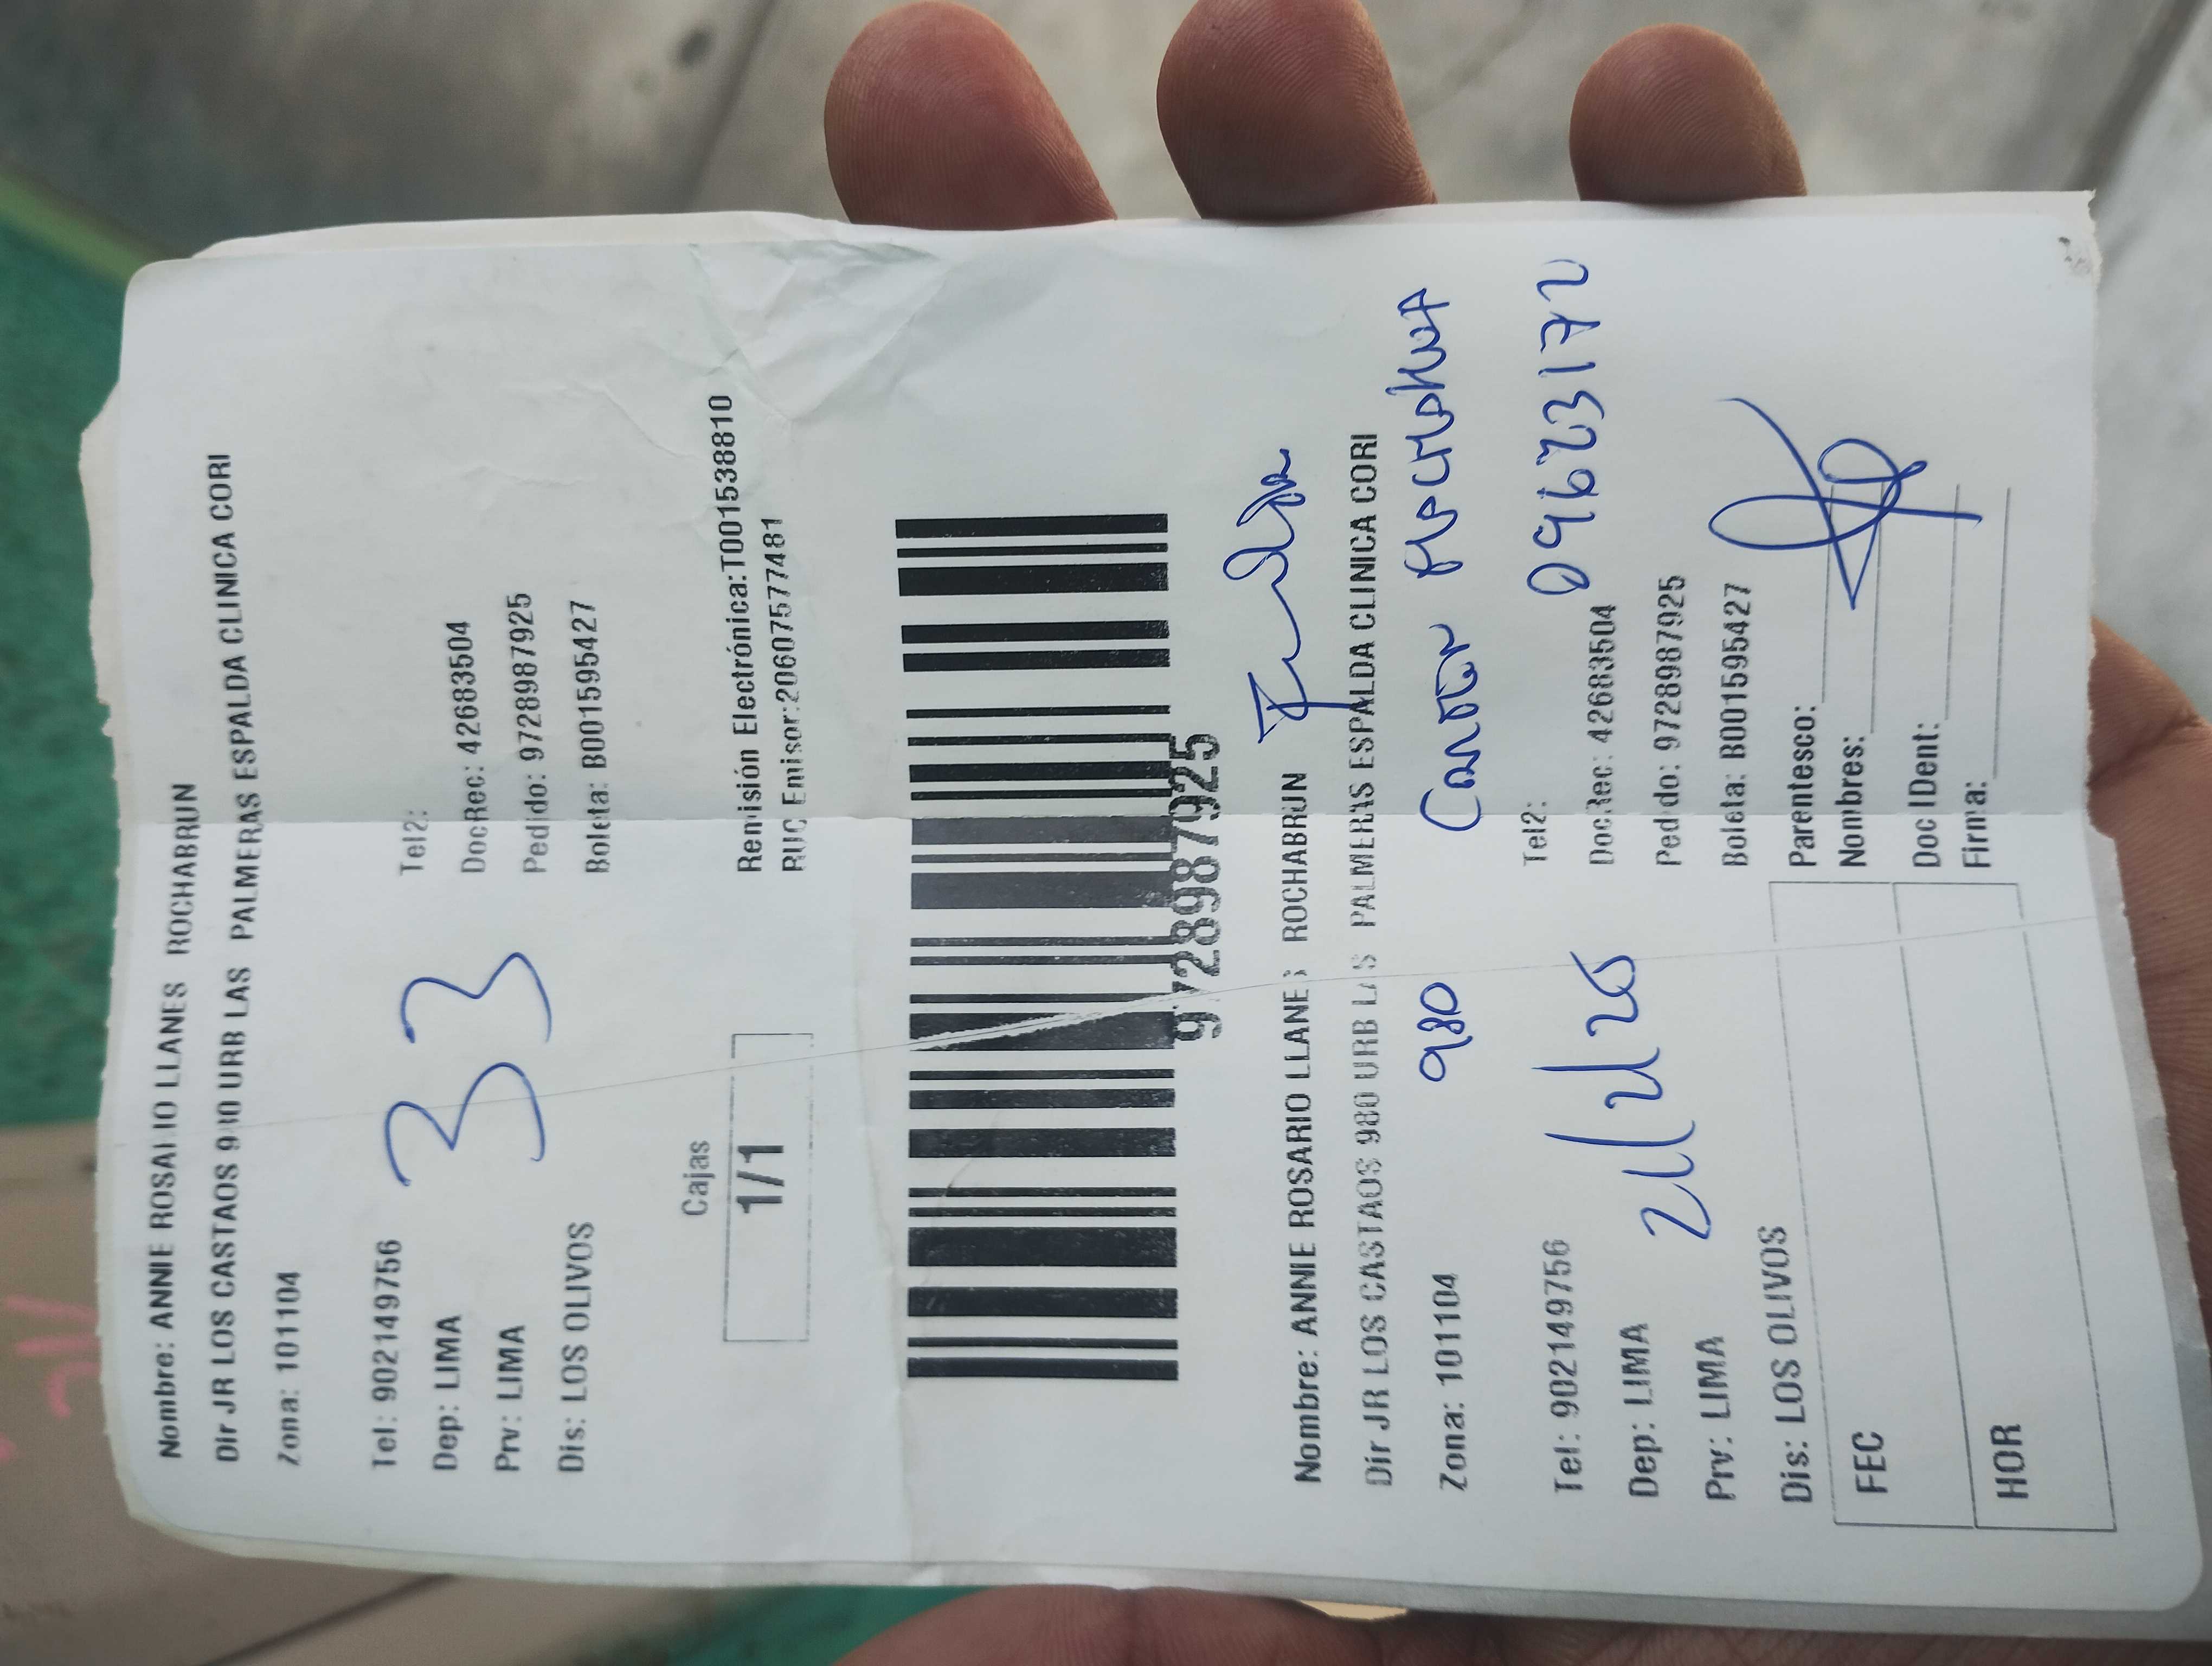 Nombre: ANNIE ROSARIO LLANES ROCHABRUN
Dir JR LOS CASTAOS 980 URB LAS PALMERAS ESPALDA CLINICA CORI
Zona: 101104
Tel: 902149756 Tel2:
33
Dep: LIMA DocRec: 42683504
Prv: LIMA Pedido: 9728987925
Dis: LOS OLIVOS Boleta: B001595427
Cajas
1/1
Remisión Electrónica:T001538810
RUC Emisor:20607577481
9728987925
Nombre: ANNIE ROSARIO LLANES ROCHABRUN
Dir JR LOS CASTAOS 980 URB LAS PALMERAS ESPALDA CLINICA CORI
Zona: 101104 980
Tel: 902149756 Tel2: 09623172
Dep: LIMA DocRec: 42683504
Prv: LIMA Pedido: 9728987925
Dis: LOS OLIVOS Boleta: B001595427
FEC Parentesco:
Nombres:
HOR Doc IDent:
Firma: